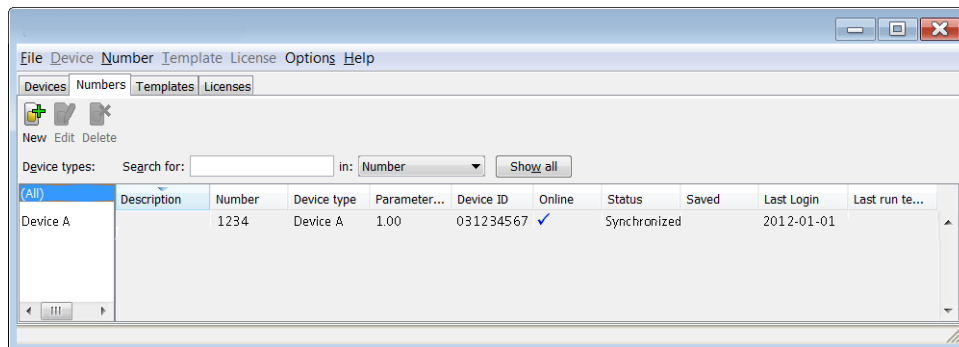 File Device Number Template License Options Help
Devices Numbers Templates Licenses
New Edit Delete
Device types: Search for: in: Number Show all
(All) Description Number Device type Parameter... Device ID Online Status Saved Last Login Last run te...
Device A 1234 Device A 1.00 031234567 ✓ Synchronized 2012-01-01